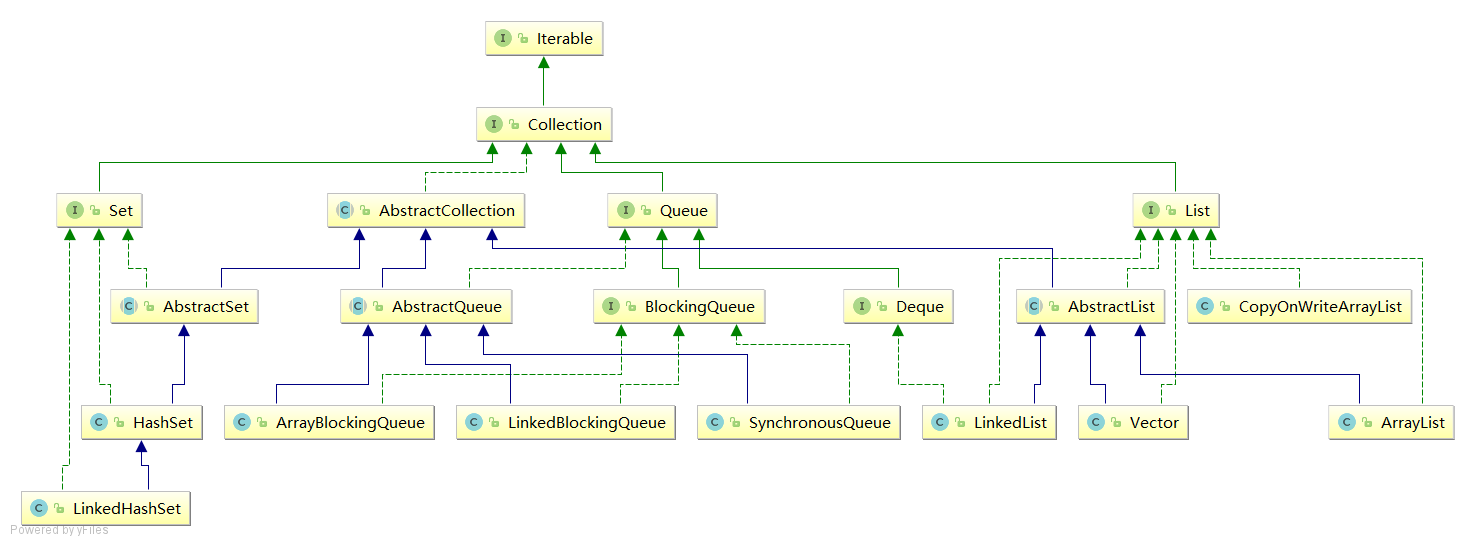 Iterable
Collection
Set
AbstractCollection
Queue
List
AbstractSet
AbstractQueue
BlockingQueue
Deque
AbstractList
CopyOnWriteArrayList
HashSet
ArrayBlockingQueue
LinkedBlockingQueue
SynchronousQueue
LinkedList
Vector
ArrayList
LinkedHashSet
Powered by yFiles